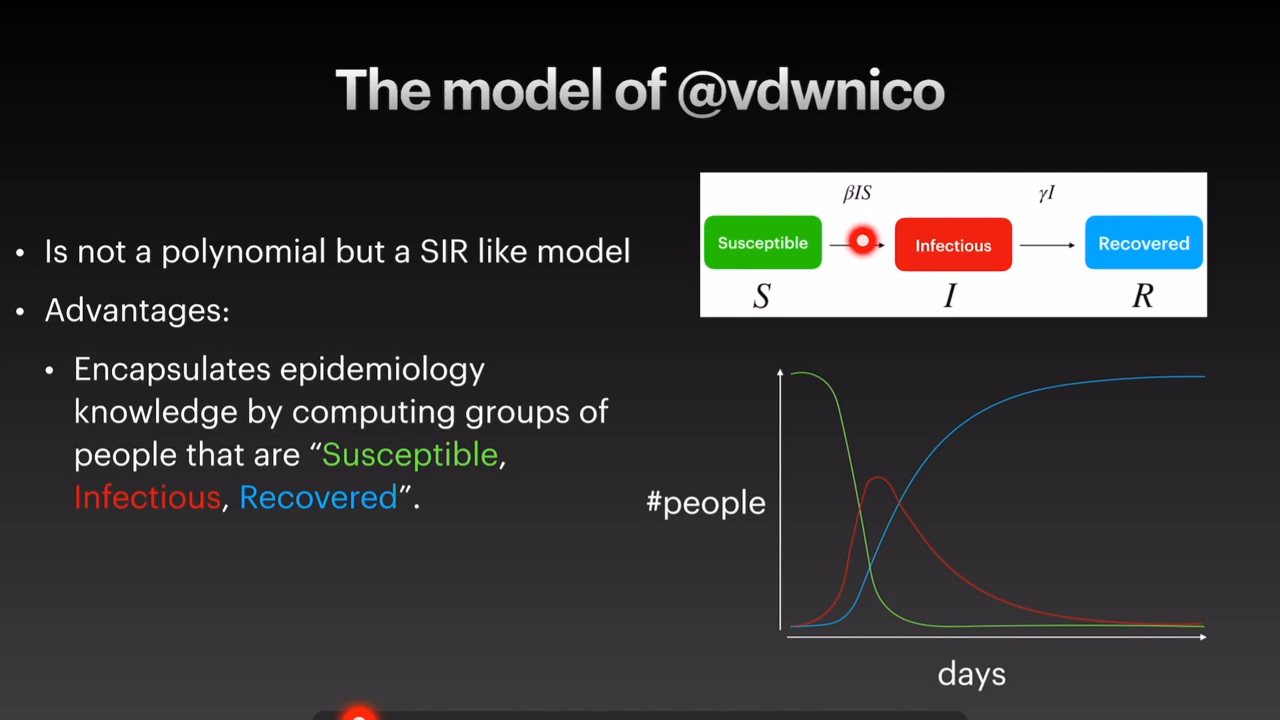 The model of @vdwnico
• Is not a polynomial but a SIR like model
• Advantages:
• Encapsulates epidemiology
knowledge by computing groups of
people that are “Susceptible,
Infectious, Recovered”.
βIS
γI
Susceptible
Infectious
Recovered
S
I
R
#people
days